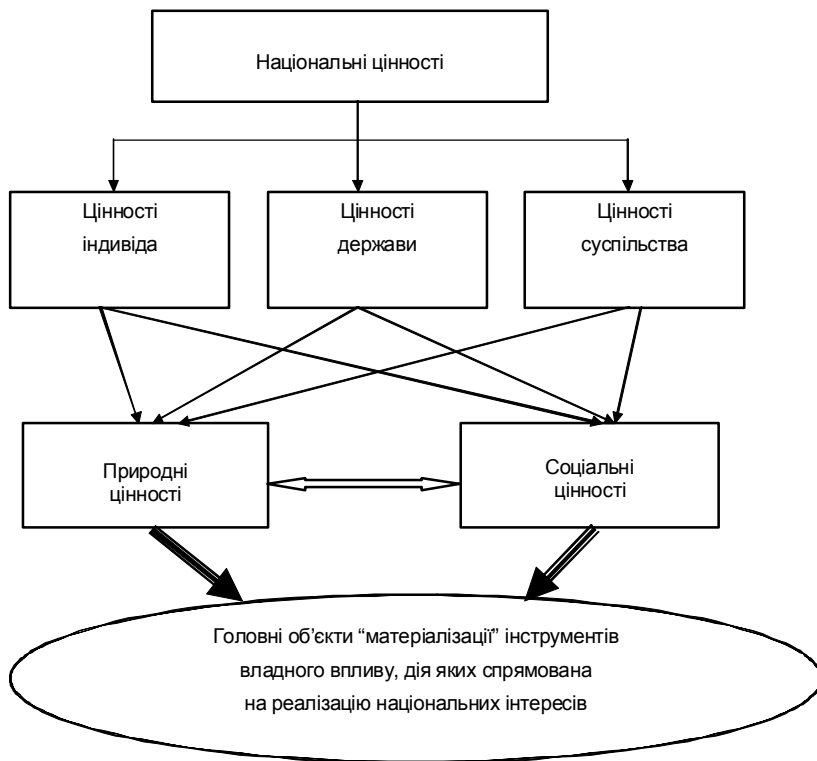 Національні цінності
Цінності
індивіда
Цінності
держави
Цінності
суспільства
Природні
цінності
Соціальні
цінності
Головні об’єкти “матеріалізації” інструментів
владного впливу, дія яких спрямована
на реалізацію національних інтересів